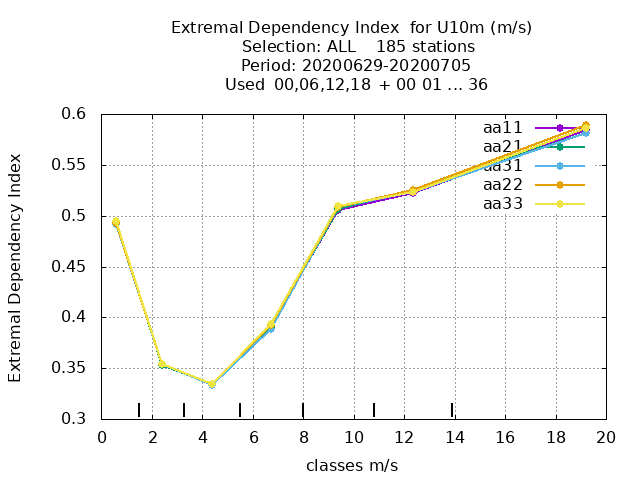 Extremal Dependency Index  for U10m (m/s)
Selection: ALL    185 stations
Period: 20200629-20200705
Used  00,06,12,18  + 00 01 ... 36
Extremal Dependency Index
0.6
0.55
0.5
0.45
0.4
0.35
0.3
aa11
aa21
aa31
aa22
aa33
0 2 4 6 8 10 12 14 16 18 20
classes m/s